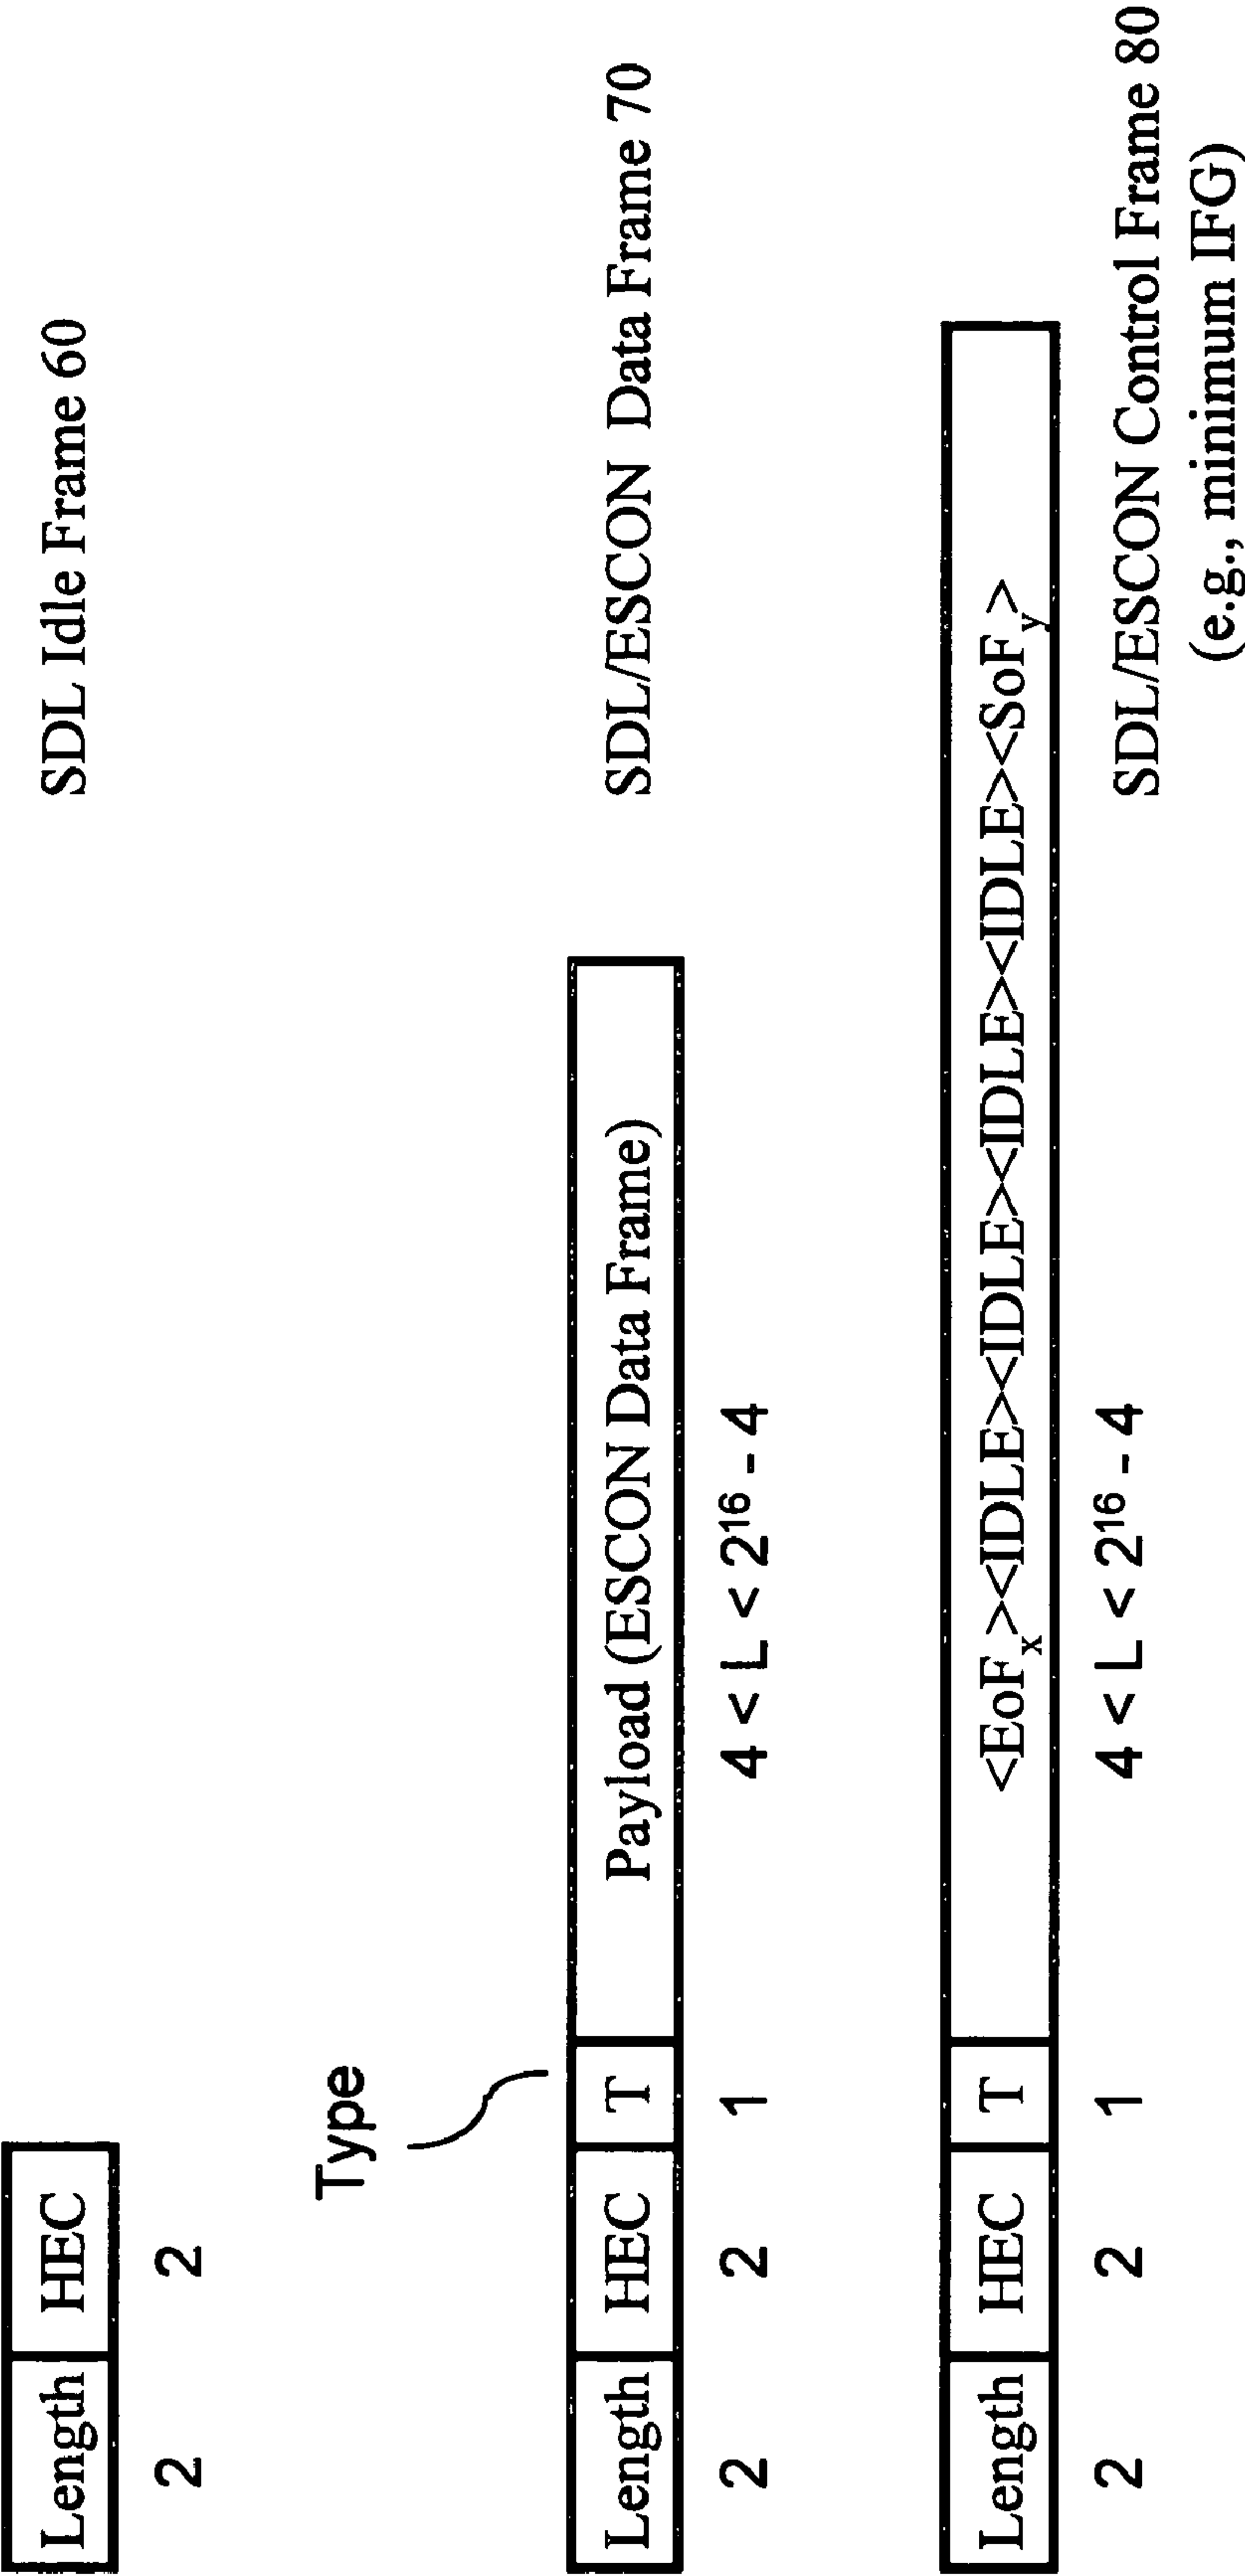 SDL Idle Frame 60
Length HEC
2 2
Type
SDL/ESCON Data Frame 70
Length HEC T Payload (ESCON Data Frame)
2 2 1 4 < L < 2¹⁶ - 4
Length HEC T <EoFₓ><IDLE><IDLE><IDLE><IDLE><SoFy>
2 2 1 4 < L < 2¹⁶ - 4
SDL/ESCON Control Frame 80
(e.g., minimum IFG)